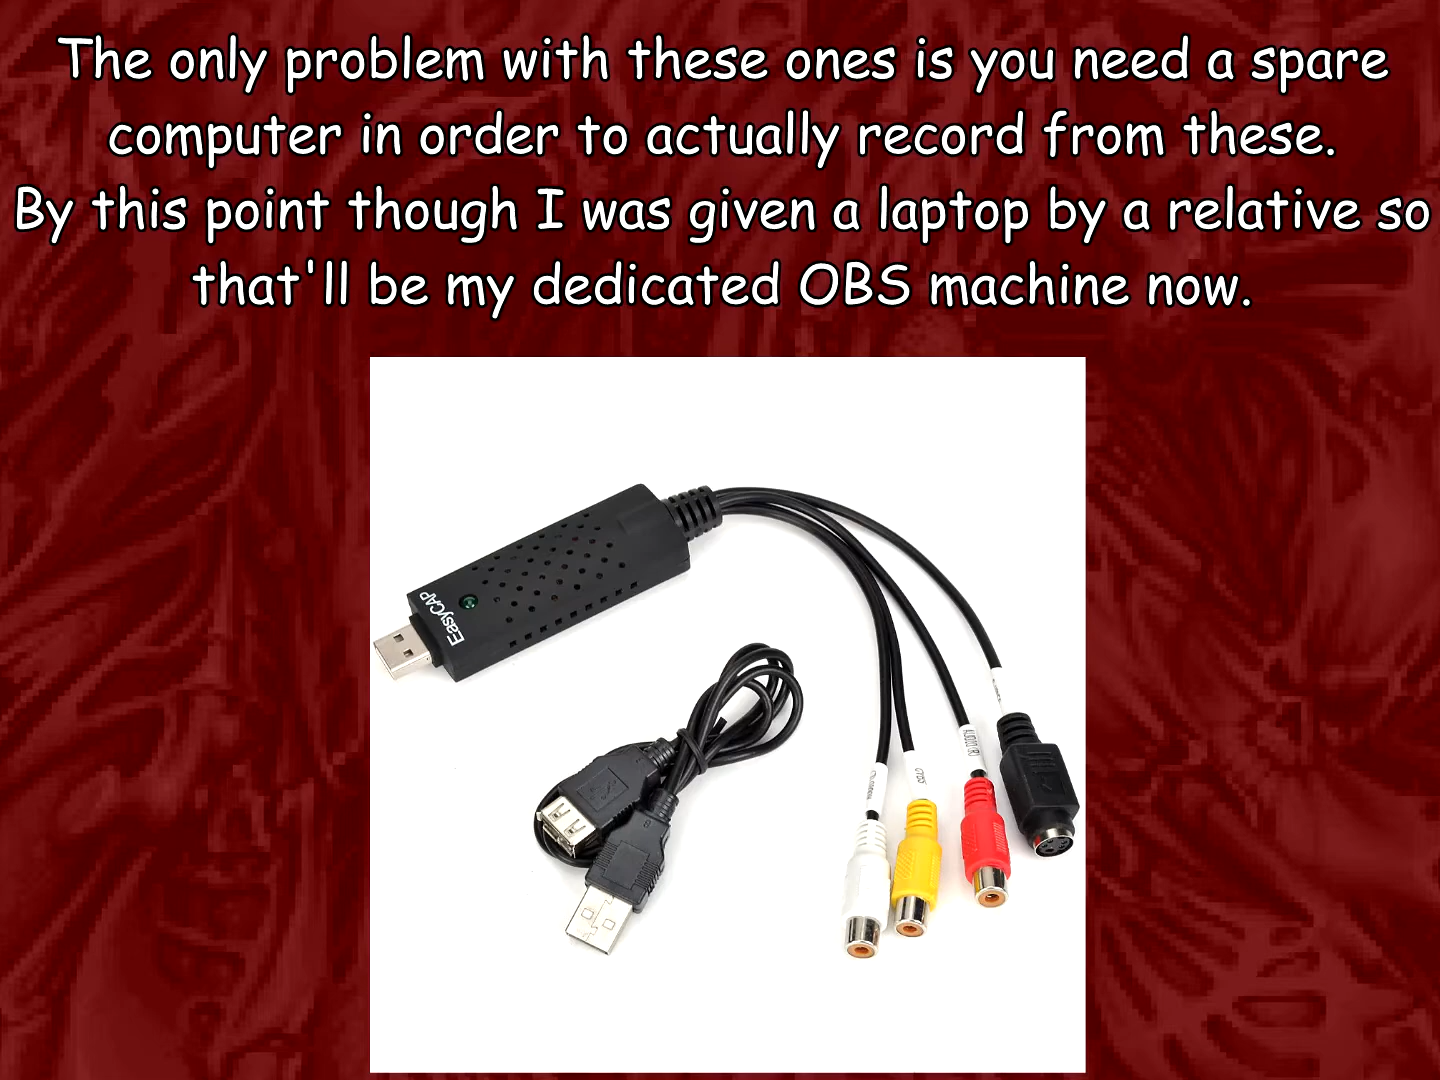 The only problem with these ones is you need a spare
computer in order to actually record from these.
By this point though I was given a laptop by a relative so
that'll be my dedicated OBS machine now.
EasyCAP